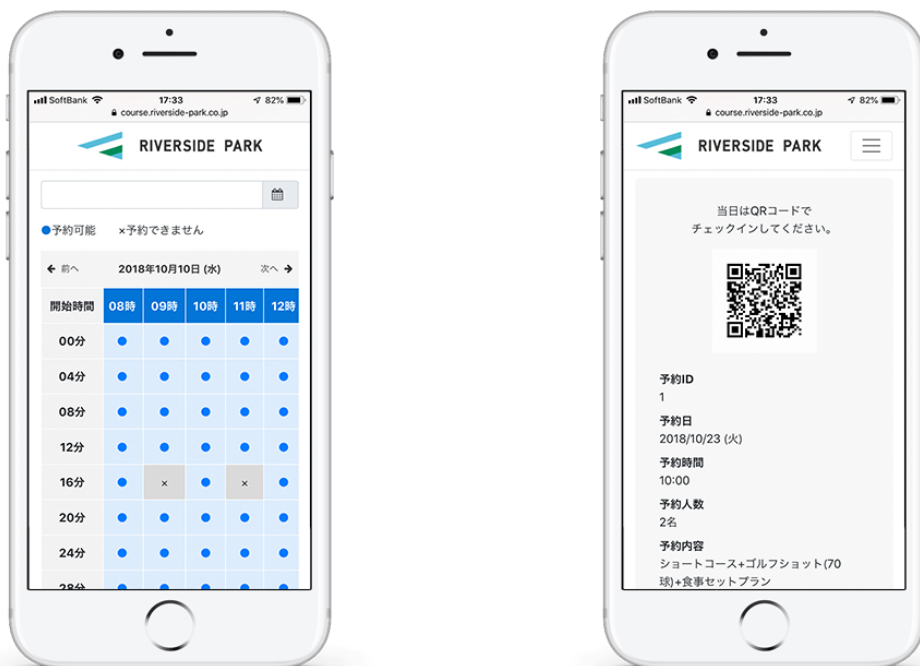 SoftBank 17:33 82%
course.riverside-park.co.jp
RIVERSIDE PARK
●予約可能 ×予約できません
← 前へ 2018年10月10日 (水) 次へ →
開始時間 08時 09時 10時 11時 12時
00分 ● ● ● ● ●
04分 ● ● ● ● ●
08分 ● ● ● ● ●
12分 ● ● ● ● ●
16分 ● × ● × ●
20分 ● ● ● ● ●
24分 ● ● ● ● ●
28分 ● ● ● ● ●
SoftBank 17:33 82%
course.riverside-park.co.jp
RIVERSIDE PARK
当日はQRコードで
チェックインしてください。
予約ID
1
予約日
2018/10/23 (火)
予約時間
10:00
予約人数
2名
予約内容
ショートコース+ゴルフショット(70
球)+食事セットプラン